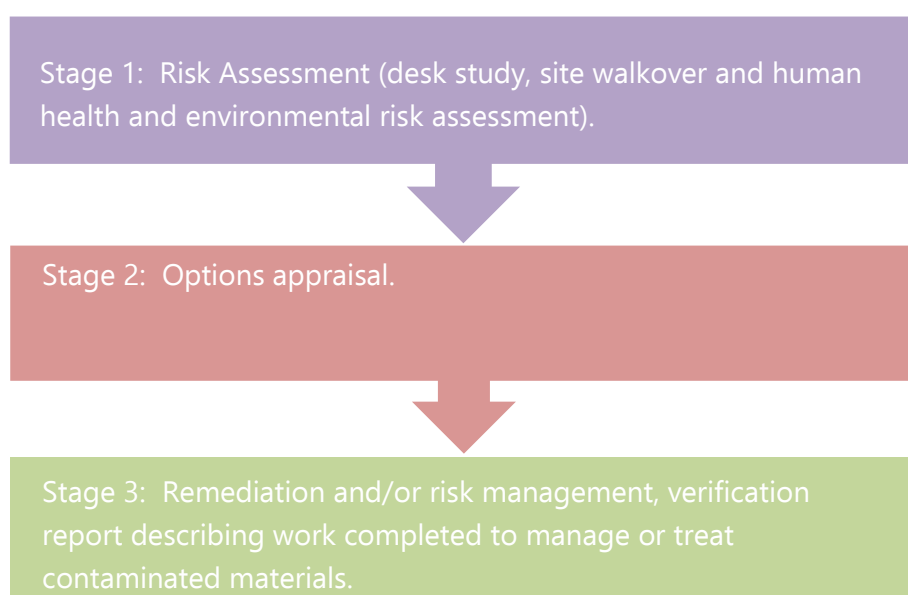 Stage 1:  Risk Assessment (desk study, site walkover and human
health and environmental risk assessment).
Stage 2:  Options appraisal.
Stage 3:  Remediation and/or risk management, verification
report describing work completed to manage or treat
contaminated materials.